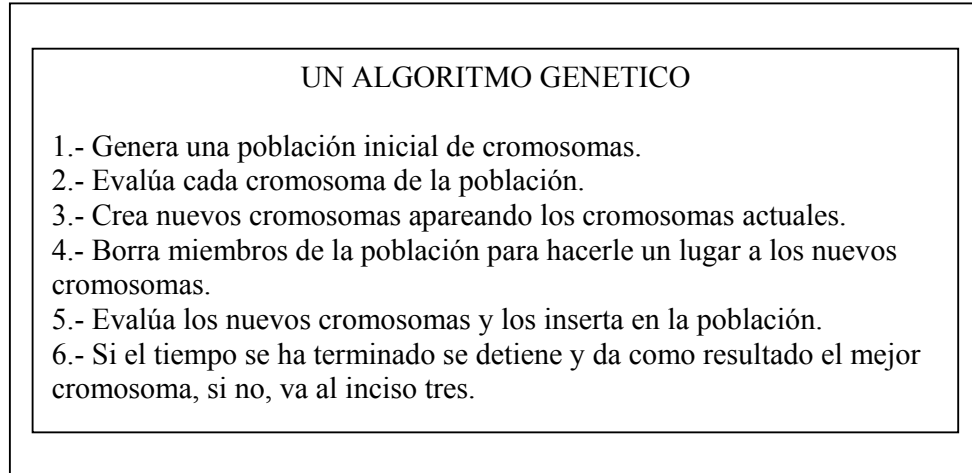 UN ALGORITMO GENETICO
1.- Genera una población inicial de cromosomas.
2.- Evalúa cada cromosoma de la población.
3.- Crea nuevos cromosomas apareando los cromosomas actuales.
4.- Borra miembros de la población para hacerle un lugar a los nuevos
cromosomas.
5.- Evalúa los nuevos cromosomas y los inserta en la población.
6.- Si el tiempo se ha terminado se detiene y da como resultado el mejor
cromosoma, si no, va al inciso tres.